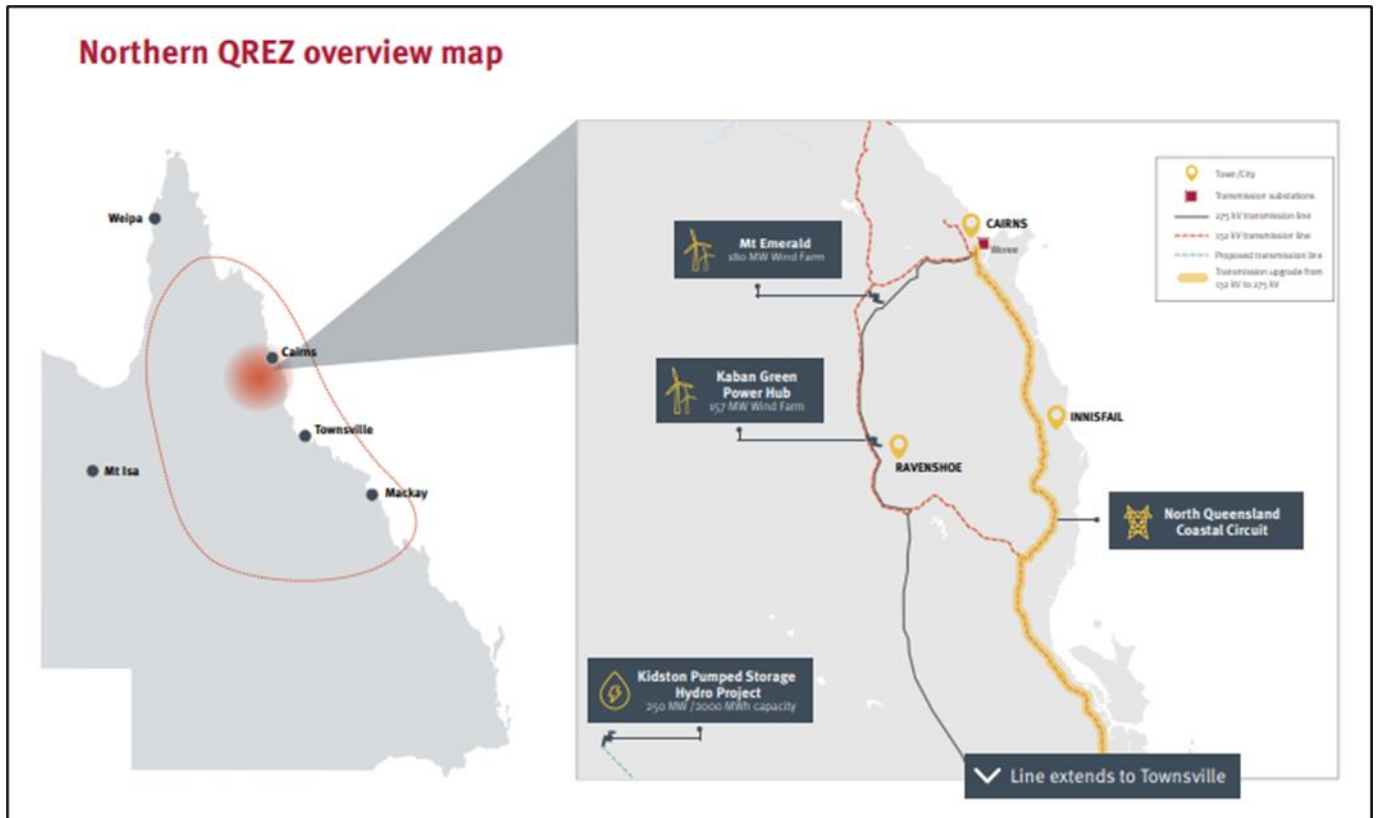 Northern QREZ overview map
Weipa
Cairns
Townsville
Mt Isa
Mackay
Mt Emerald
180 MW Wind Farm
Kaban Green
Power Hub
157 MW Wind Farm
Kidston Pumped Storage
Hydro Project
250 MW /2000 MWh capacity
CAIRNS
Woree
INNISFAIL
RAVENSHOE
North Queensland
Coastal Circuit
Line extends to Townsville
Town/City
Transmission substations
275 kV transmission line
132 kV transmission line
Proposed transmission line
Transmission upgrade from
132 kV to 275 kV